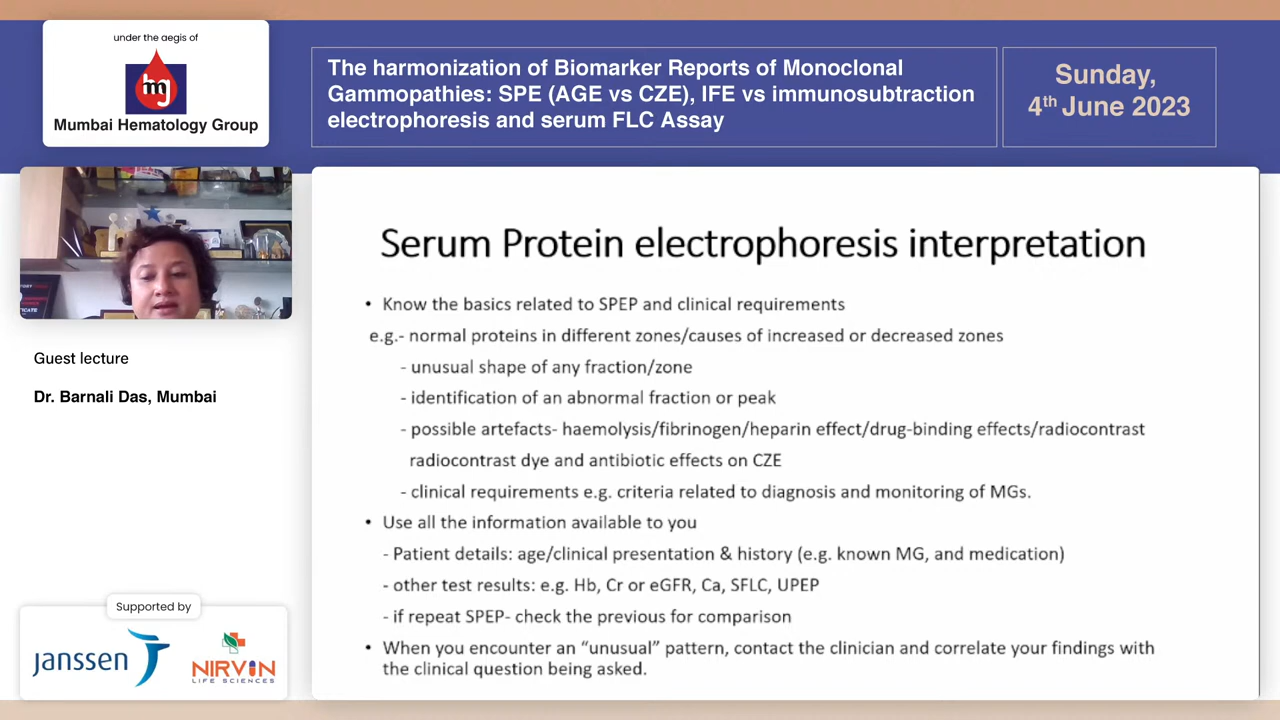 under the aegis of
mg
Mumbai Hematology Group
The harmonization of Biomarker Reports of Monoclonal
Gammopathies: SPE (AGE vs CZE), IFE vs immunosubtraction
electrophoresis and serum FLC Assay
Sunday,
4th June 2023
Guest lecture
Dr. Barnali Das, Mumbai
Supported by
janssen
NIRVIN
LIFE SCIENCES
Serum Protein electrophoresis interpretation
• Know the basics related to SPEP and clinical requirements
e.g.- normal proteins in different zones/causes of increased or decreased zones
- unusual shape of any fraction/zone
- identification of an abnormal fraction or peak
- possible artefacts- haemolysis/fibrinogen/heparin effect/drug-binding effects/radiocontrast
radiocontrast dye and antibiotic effects on CZE
- clinical requirements e.g. criteria related to diagnosis and monitoring of MGs.
• Use all the information available to you
- Patient details: age/clinical presentation & history (e.g. known MG, and medication)
- other test results: e.g. Hb, Cr or eGFR, Ca, SFLC, UPEP
- if repeat SPEP- check the previous for comparison
• When you encounter an “unusual” pattern, contact the clinician and correlate your findings with
the clinical question being asked.